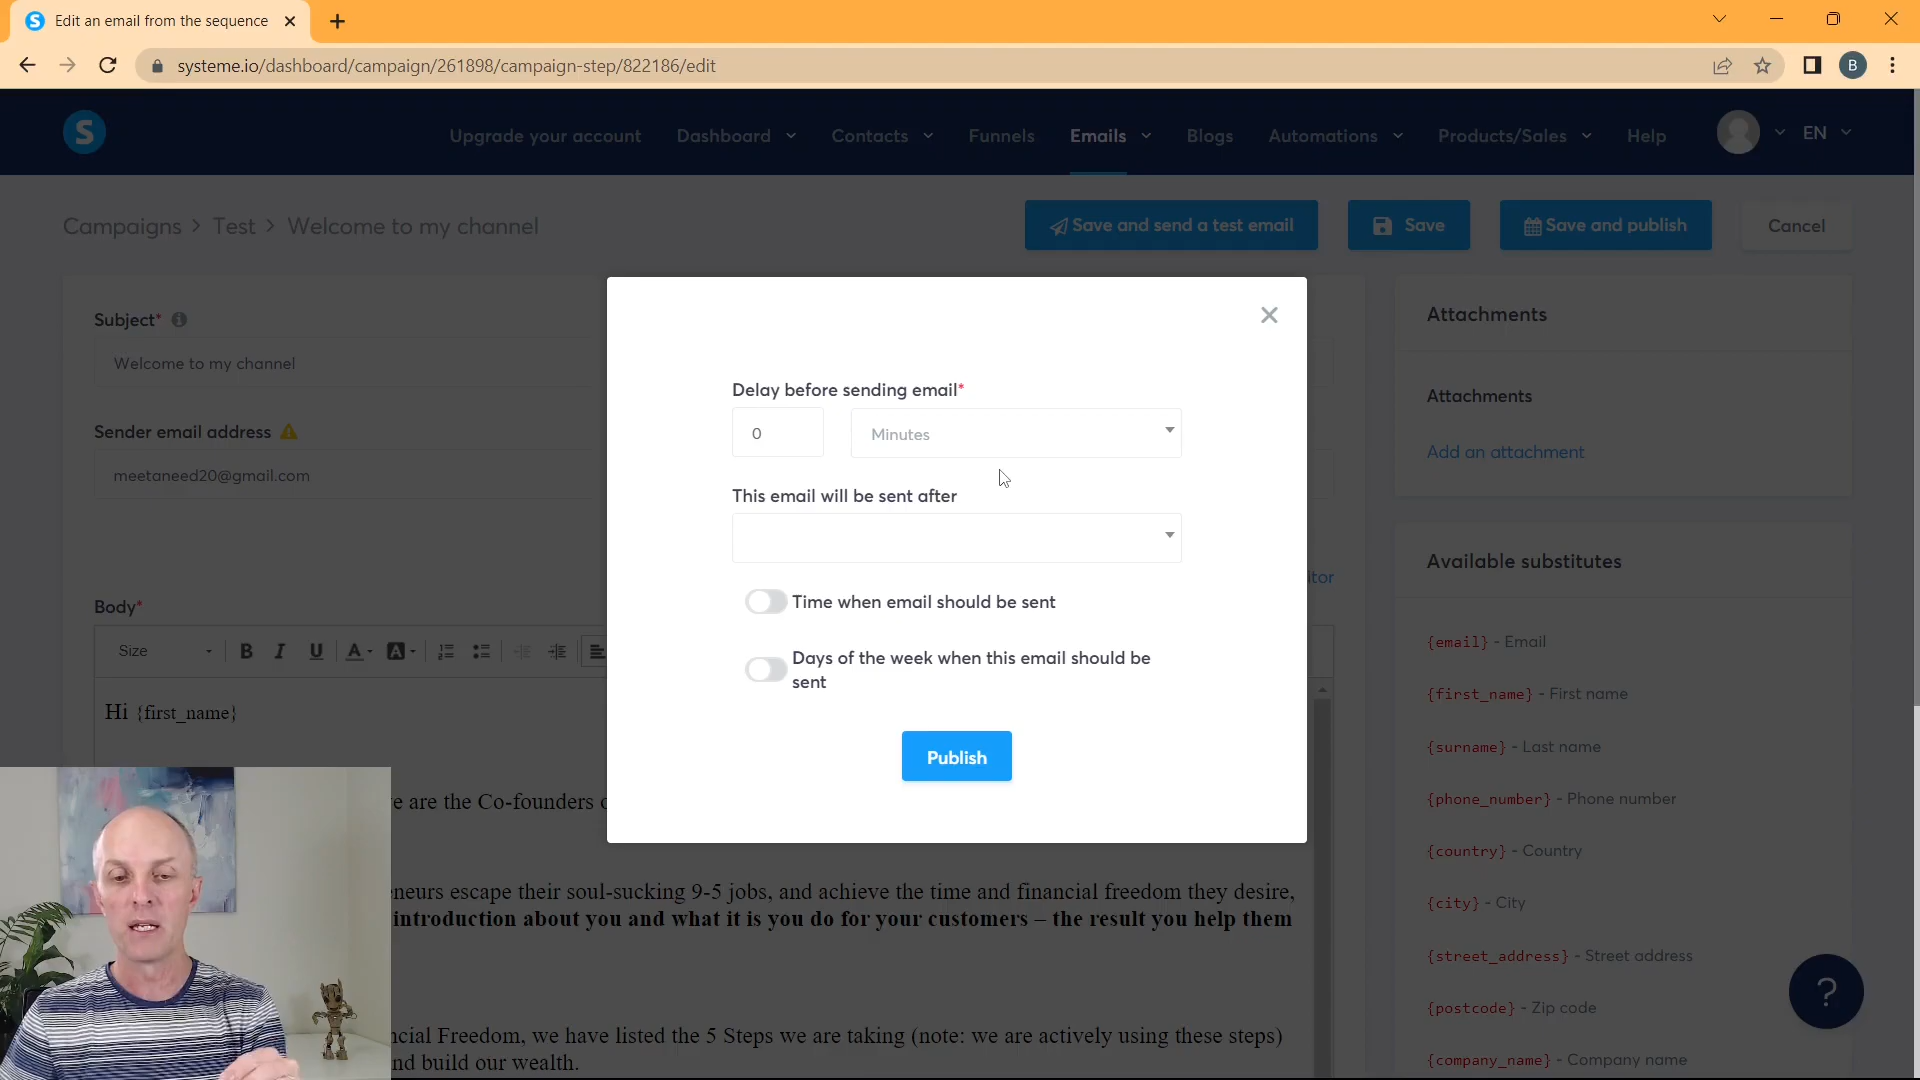 Edit an email from the sequence
systeme.io/dashboard/campaign/261898/campaign-step/822186/edit
B
S
Upgrade your account
Dashboard
Contacts
Funnels
Emails
Blogs
Automations
Products/Sales
Help
EN
Campaigns > Test > Welcome to my channel
Save and send a test email
Save
Save and publish
Cancel
Subject*
Welcome to my channel
Sender email address
meetaneed20@gmail.com
Body*
Size
B I U A A
Hi {first_name}
e are the Co-founders
neurs escape their soul-sucking 9-5 jobs, and achieve the time and financial freedom they desire,
introduction about you and what it is you do for your customers – the result you help them
ncial Freedom, we have listed the 5 Steps we are taking (note: we are actively using these steps)
nd build our wealth.
Delay before sending email*
0
Minutes
This email will be sent after
Time when email should be sent
Days of the week when this email should be
sent
Publish
Attachments
Attachments
Add an attachment
Available substitutes
{email} - Email
{first_name} - First name
{surname} - Last name
{phone_number} - Phone number
{country} - Country
{city} - City
{street_address} - Street address
{postcode} - Zip code
{company_name} - Company name
?